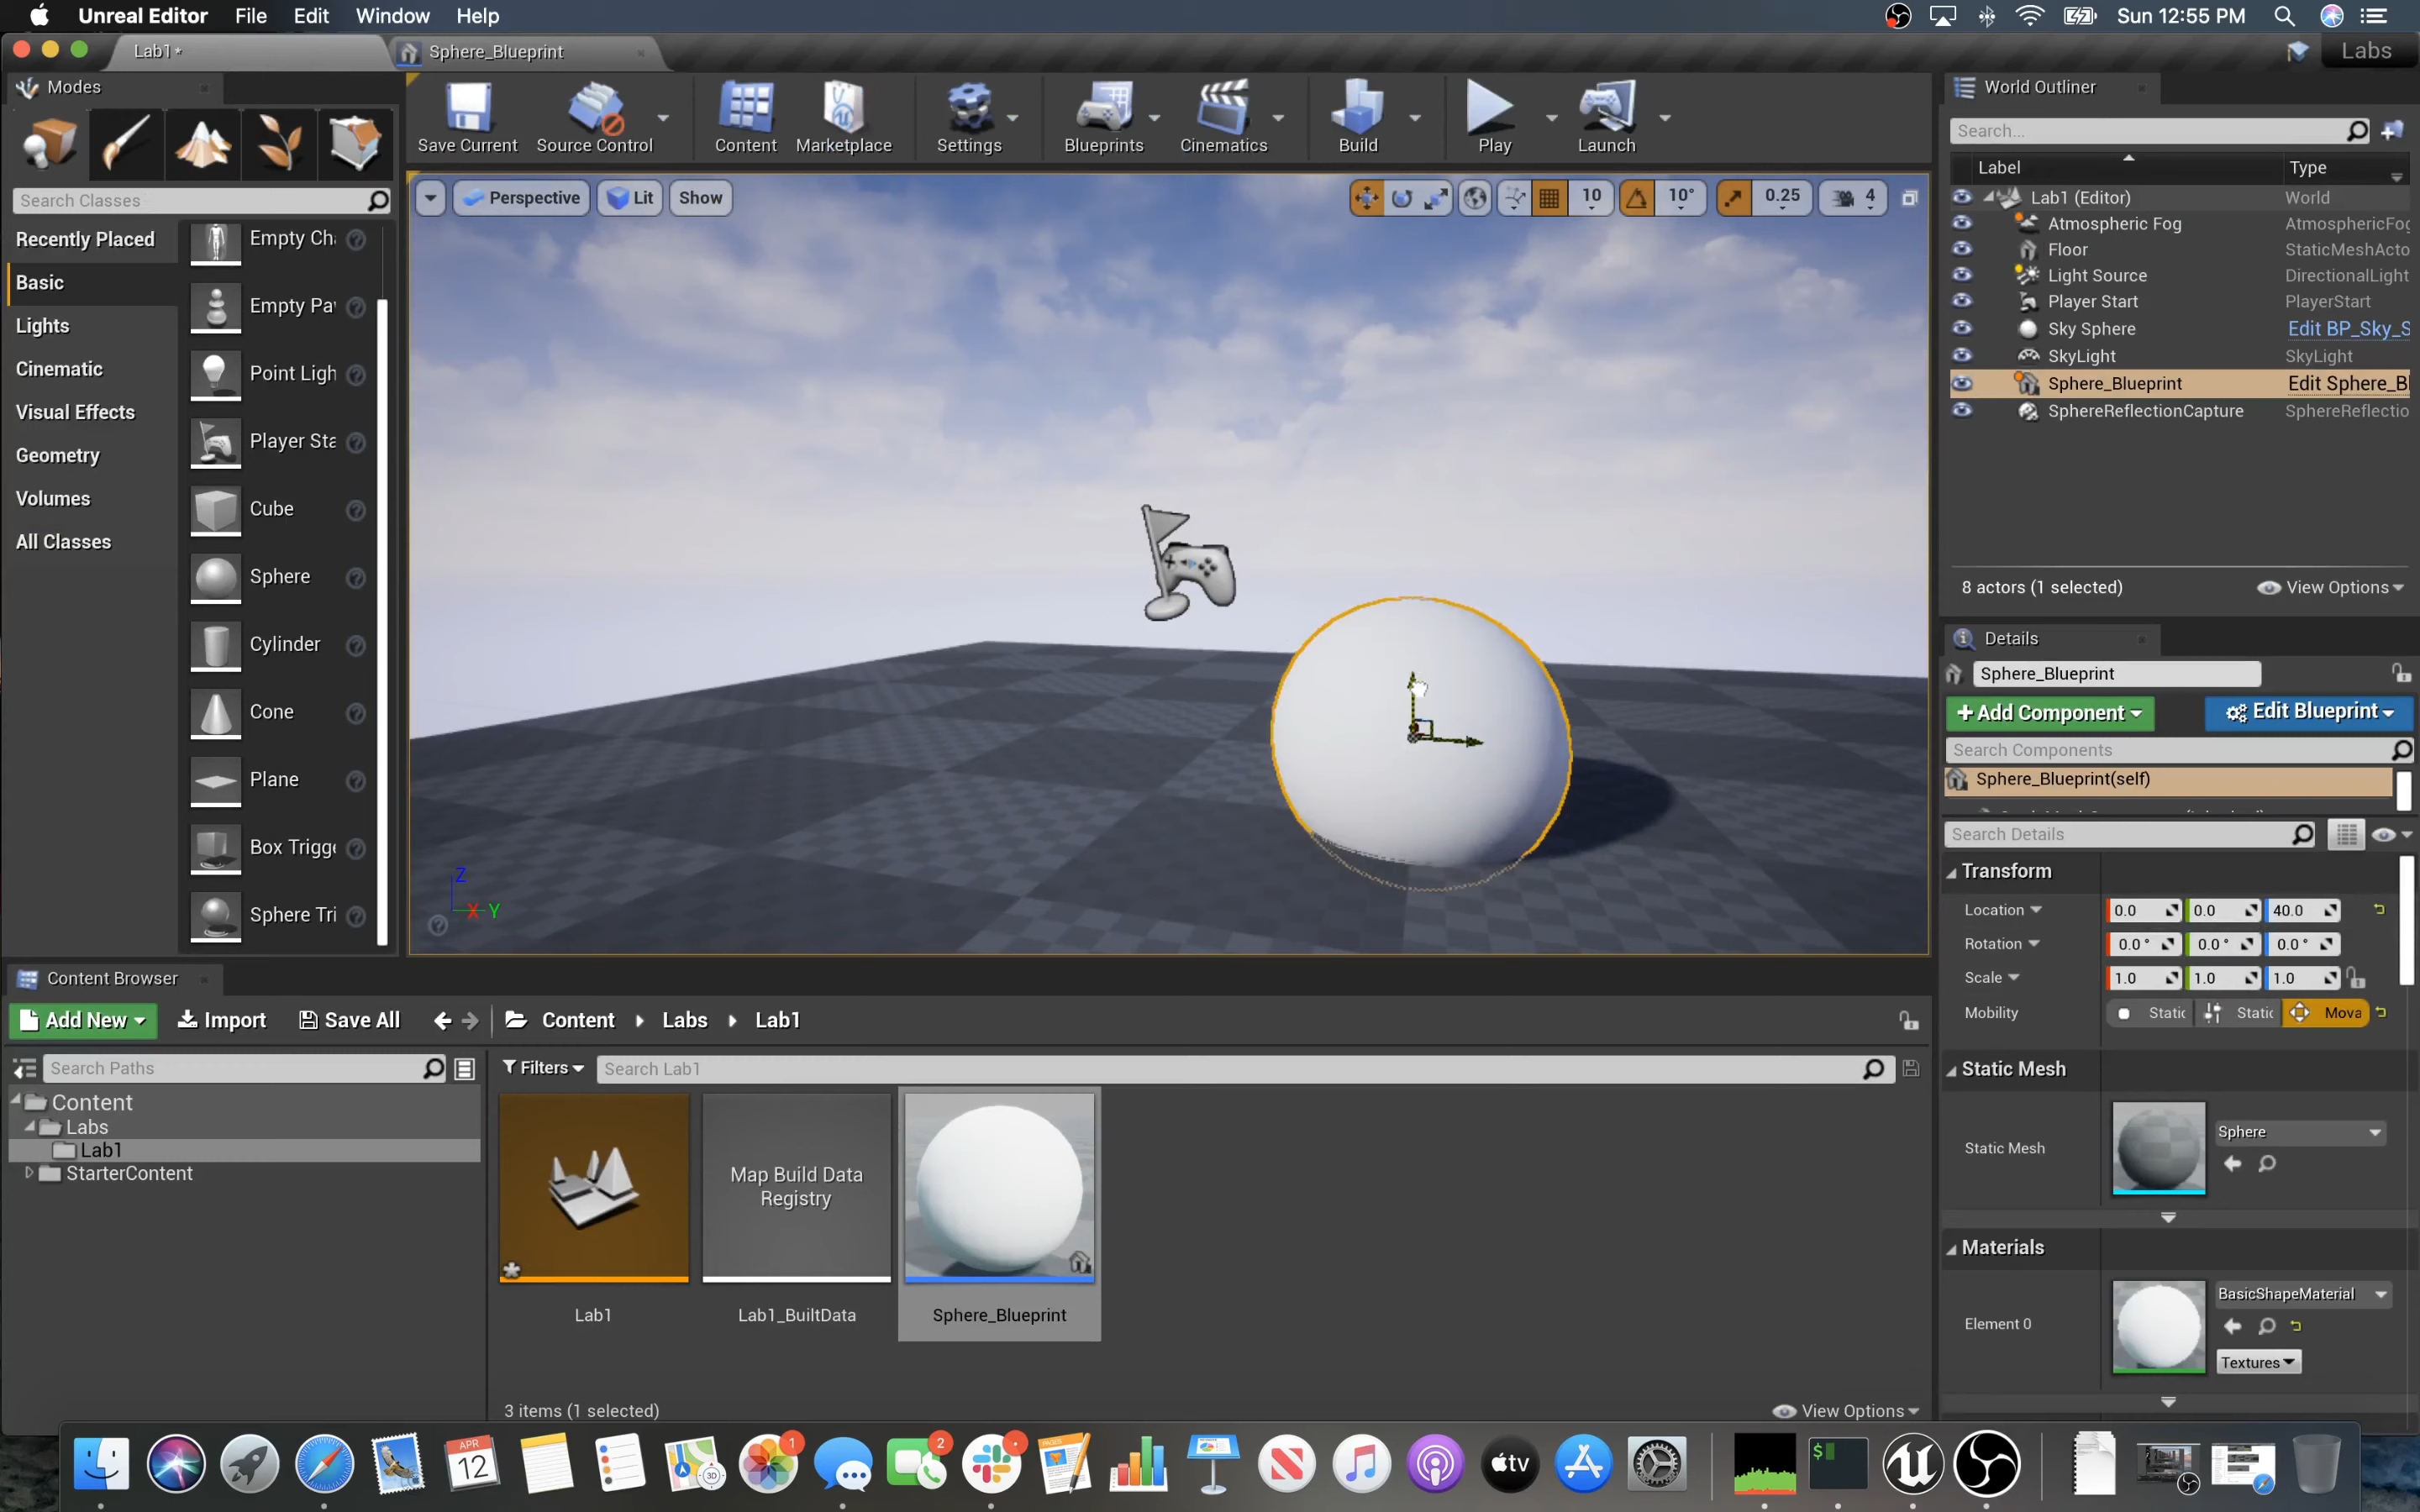 Unreal Editor File Edit Window Help Sun 12:55 PM
Lab1* Sphere_Blueprint Labs
Modes
Save Current Source Control Content Marketplace Settings Blueprints Cinematics Build Play Launch
Search Classes
Recently Placed
Basic
Lights
Cinematic
Visual Effects
Geometry
Volumes
All Classes
Empty Ch
Empty Pa
Point Ligh
Player Sta
Cube
Sphere
Cylinder
Cone
Plane
Box Trigge
Sphere Tri
Perspective Lit Show 10 10° 0.25 4
Z
X Y
World Outliner
Search...
Label Type
Lab1 (Editor) World
Atmospheric Fog AtmosphericFog
Floor StaticMeshActo
Light Source DirectionalLight
Player Start PlayerStart
Sky Sphere Edit BP_Sky_S
SkyLight SkyLight
Sphere_Blueprint Edit Sphere_B
SphereReflectionCapture SphereReflectio
8 actors (1 selected) View Options
Details
Sphere_Blueprint
+Add Component Edit Blueprint
Search Components
Sphere_Blueprint(self)
Search Details
Transform
Location 0.0 0.0 40.0
Rotation 0.0° 0.0° 0.0°
Scale 1.0 1.0 1.0
Mobility Static Static Mova
Static Mesh
Static Mesh Sphere
Materials
Element 0 BasicShapeMaterial
Textures
Content Browser
Add New Import Save All Content Labs Lab1
Search Paths
Content
Labs
Lab1
StarterContent
Filters Search Lab1
Map Build Data
Registry
Lab1 Lab1_BuiltData Sphere_Blueprint
3 items (1 selected) View Options
APR
12
3D
1
2
PAGES
tv
$